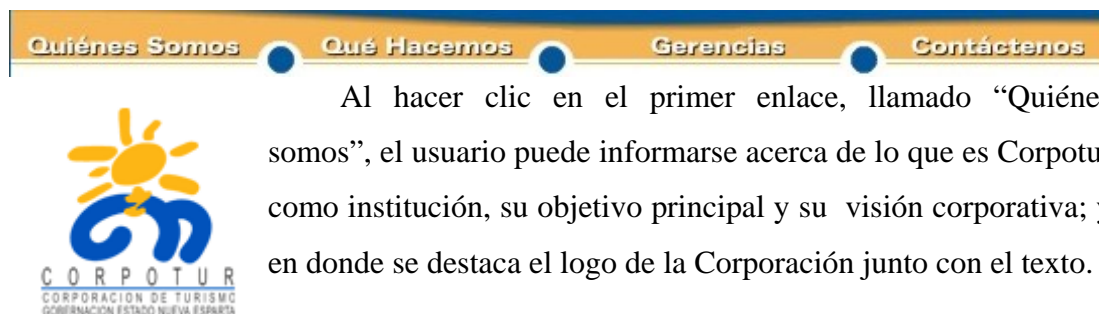 Quiénes Somos Qué Hacemos Gerencias Contáctenos
Al hacer clic en el primer enlace, llamado “Quiéne
somos”, el usuario puede informarse acerca de lo que es Corpotu
como institución, su objetivo principal y su visión corporativa; y
en donde se destaca el logo de la Corporación junto con el texto.
CORPOTUR
CORPORACION DE TURISMO
GOBERNACION ESTADO NUEVA ESPARTA